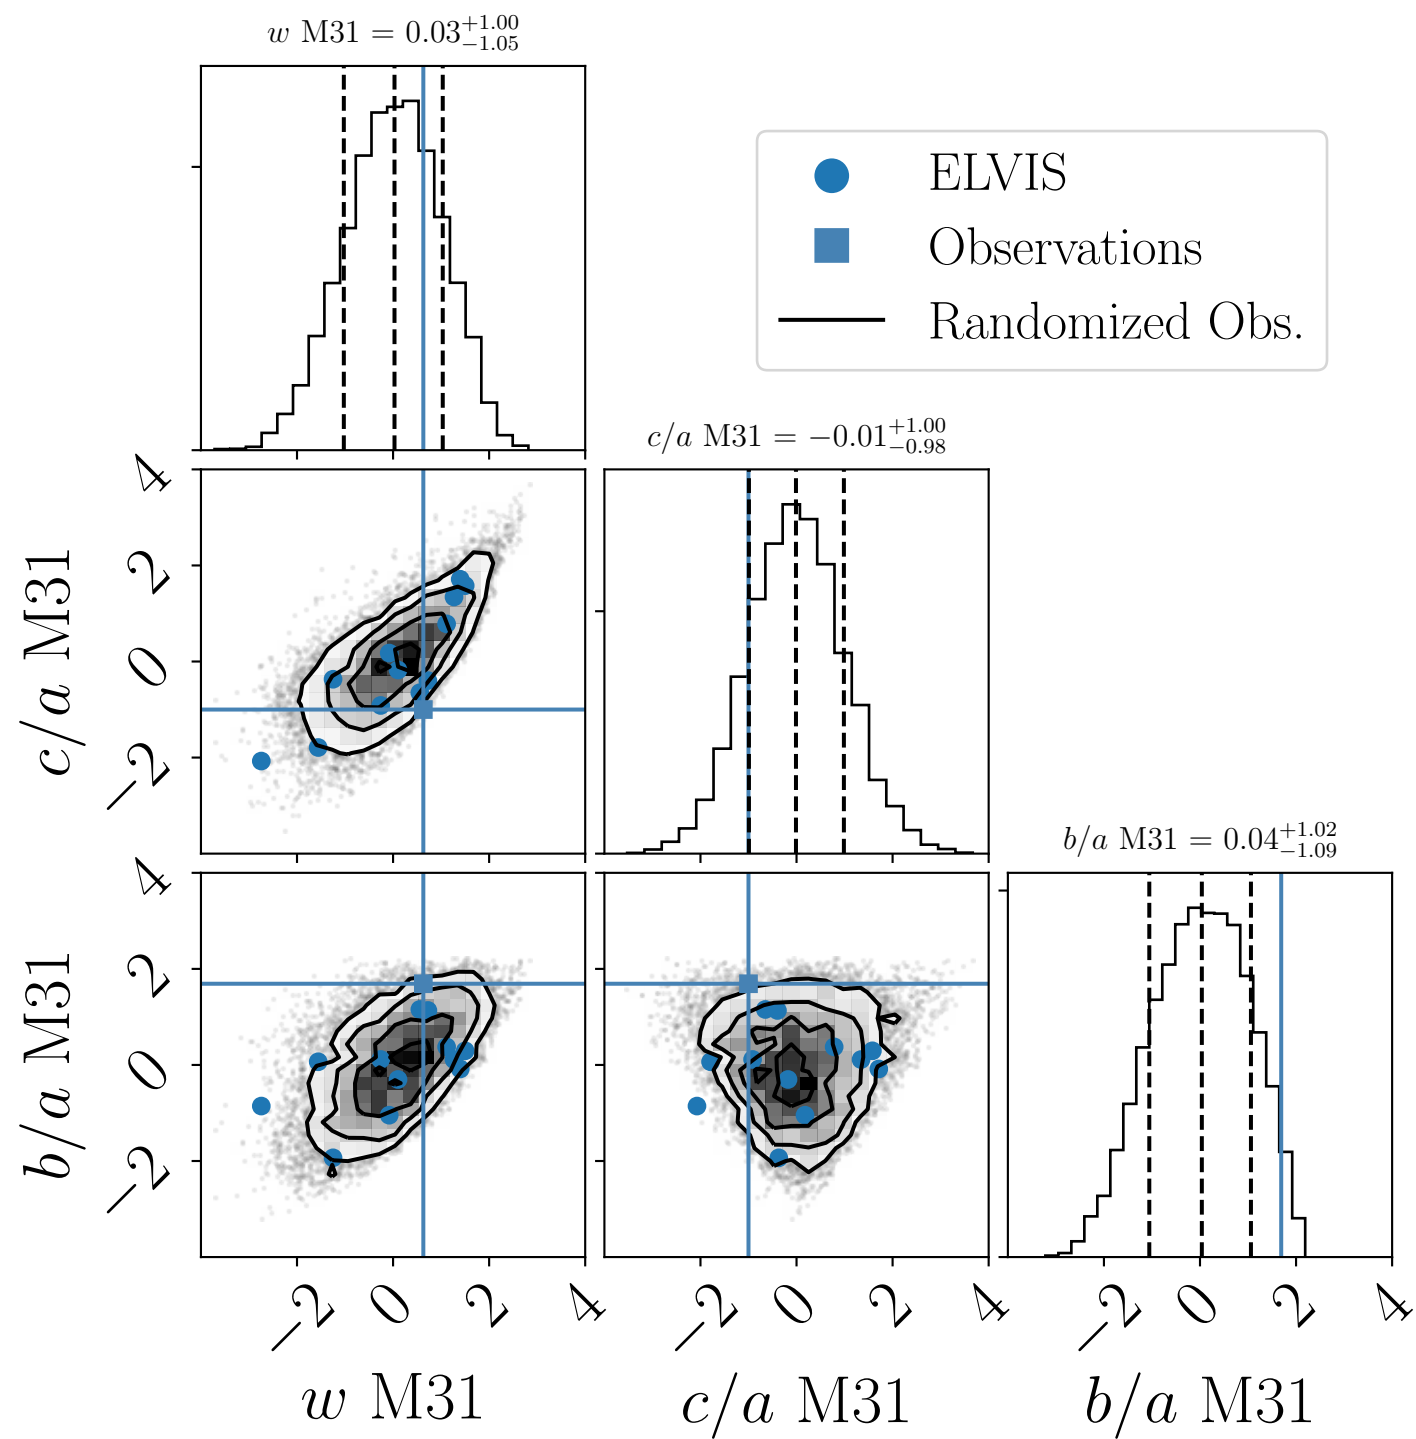 w M31 = 0.03^{+1.00}_{−1.05}
ELVIS
Observations
Randomized Obs.
c/a M31 = −0.01^{+1.00}_{−0.98}
4
2
0
−2
c/a M31
b/a M31 = 0.04^{+1.02}_{−1.09}
4
2
0
−2
b/a M31
−2 0 2 4 −2 0 2 4 −2 0 2 4
w M31 c/a M31 b/a M31